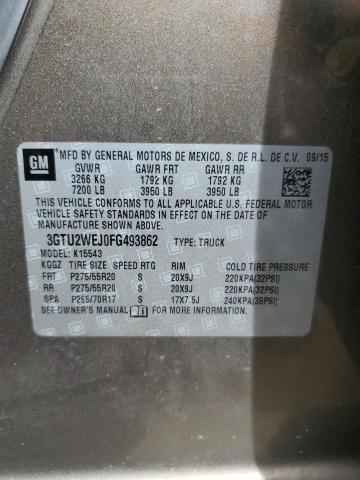 GM
MFD BY GENERAL MOTORS DE MEXICO, S. DE R.L. DE C.V. 09/15
GVWR GAWR FRT GAWR RR
3266 KG 1792 KG 1792 KG
7200 LB 3950 LB 3950 LB
THIS VEHICLE CONFORMS TO ALL APPLICABLE U.S. FEDERAL MOTOR
VEHICLE SAFETY STANDARDS IN EFFECT ON THE DATE OF
MANUFACTURE SHOWN ABOVE.
3GTU2WEJ0FG493862 TYPE: TRUCK
MODEL: K15543
KGGZ TIRE SIZE SPEED RTG RIM COLD TIRE PRESSURE
FRT P275/55R20 S 20X9J 220KPA(32PSI)
RR P275/55R20 S 20X9J 220KPA(32PSI)
SPA P265/70R17 S 17X7.5J 240KPA(35PSI)
SEE OWNER'S MANUAL FOR MORE INFORMATION.